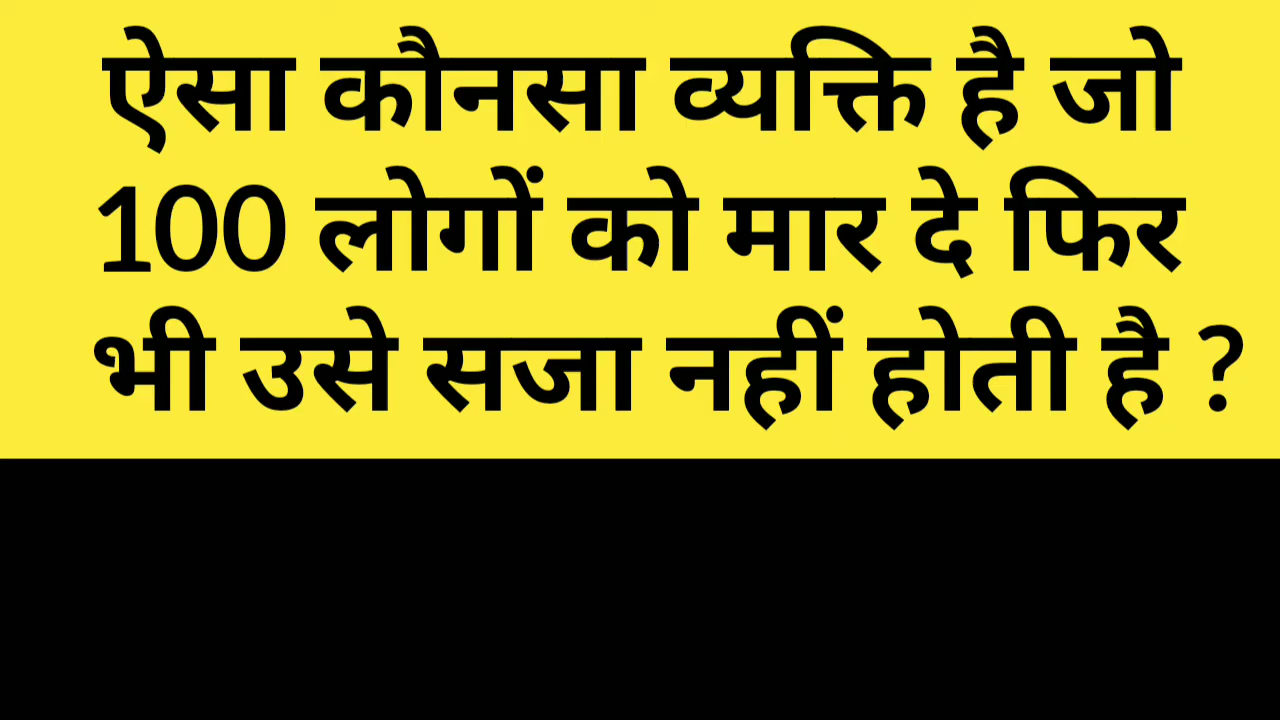 ऐसा कौनसा व्यक्ति है जो
100 लोगों को मार दे फिर
भी उसे सजा नहीं होती है ?